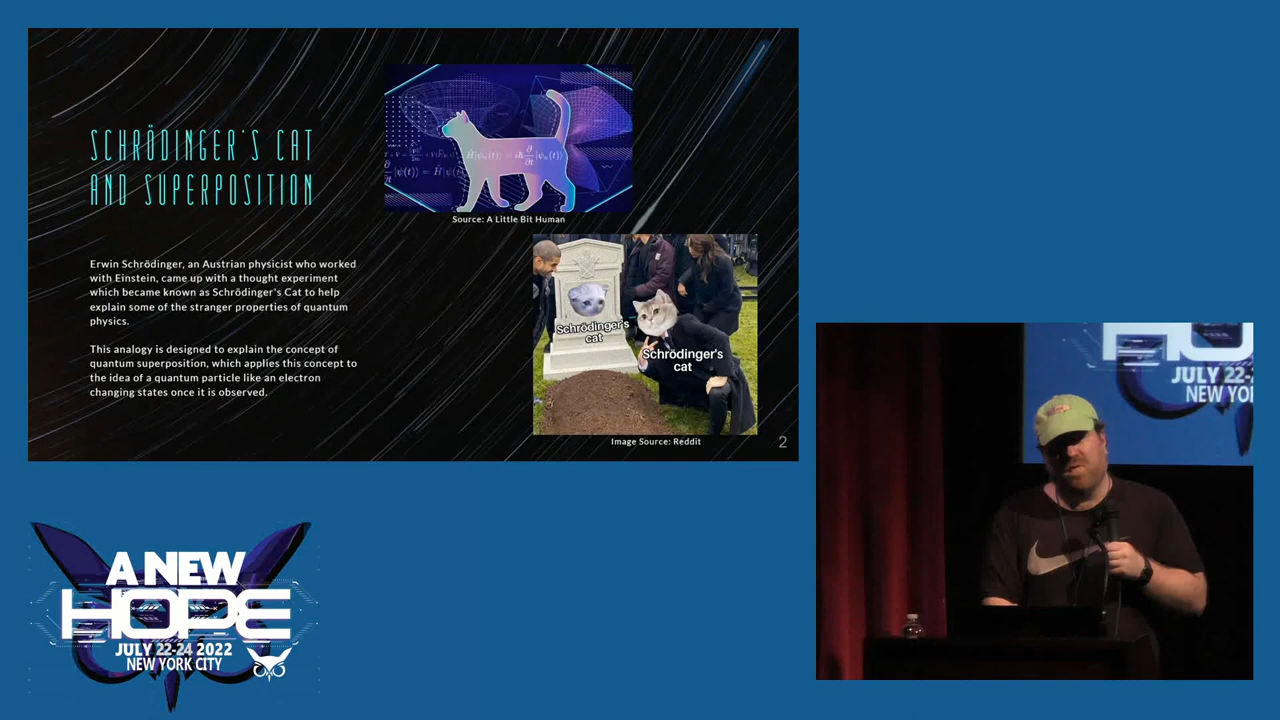 SCHRÖDINGER'S CAT
AND SUPERPOSITION
Source: A Little Bit Human
Erwin Schrödinger, an Austrian physicist who worked
with Einstein, came up with a thought experiment
which became known as Schrödinger's Cat to help
explain some of the stranger properties of quantum
physics.
This analogy is designed to explain the concept of
quantum superposition, which applies this concept to
the idea of a quantum particle like an electron
changing states once it is observed.
Schrödinger's
cat
Schrödinger's
cat
Image Source: Reddit
2
A NEW
HOPE
JULY 22-24 2022
NEW YORK CITY
JULY 22-
NEW YO